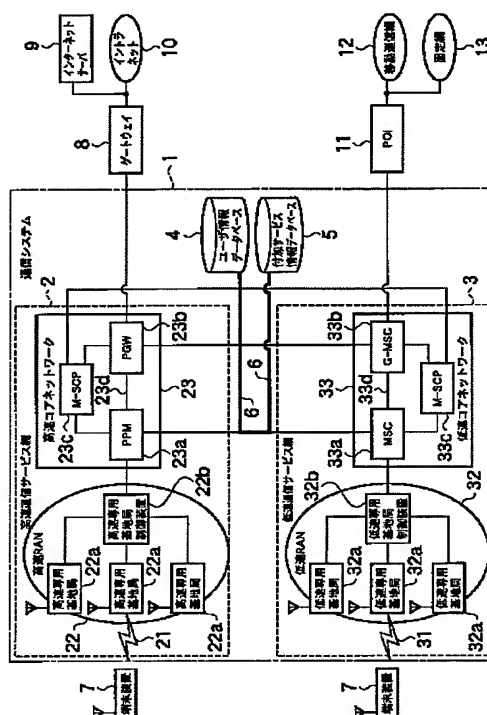 9
インターネット
サーバ
10
イントラ
ネット
8
ゲートウェイ
12
移動通信網
13
固定網
11
POI
1
通信システム
4
ユーザ情報
データベース
5
付加サービス
情報データベース
2
高速通信サービス網
高速コアネットワーク
M-SCP
23c
PGW
23b
23d
PPM
23a
23
6
6
高速RAN
高速専用
基地局
22a
高速専用
基地局
22a
高速専用
基地局
22a
高速専用
基地局
制御装置
22b
22
21
7
端末装置
3
低速通信サービス網
低速コアネットワーク
33
G-MSC
33b
33d
MSC
33a
M-SCP
33c
低速RAN
32
低速専用
基地局
32a
低速専用
基地局
32a
低速専用
基地局
32a
低速専用
基地局
制御装置
32b
31
7
端末装置